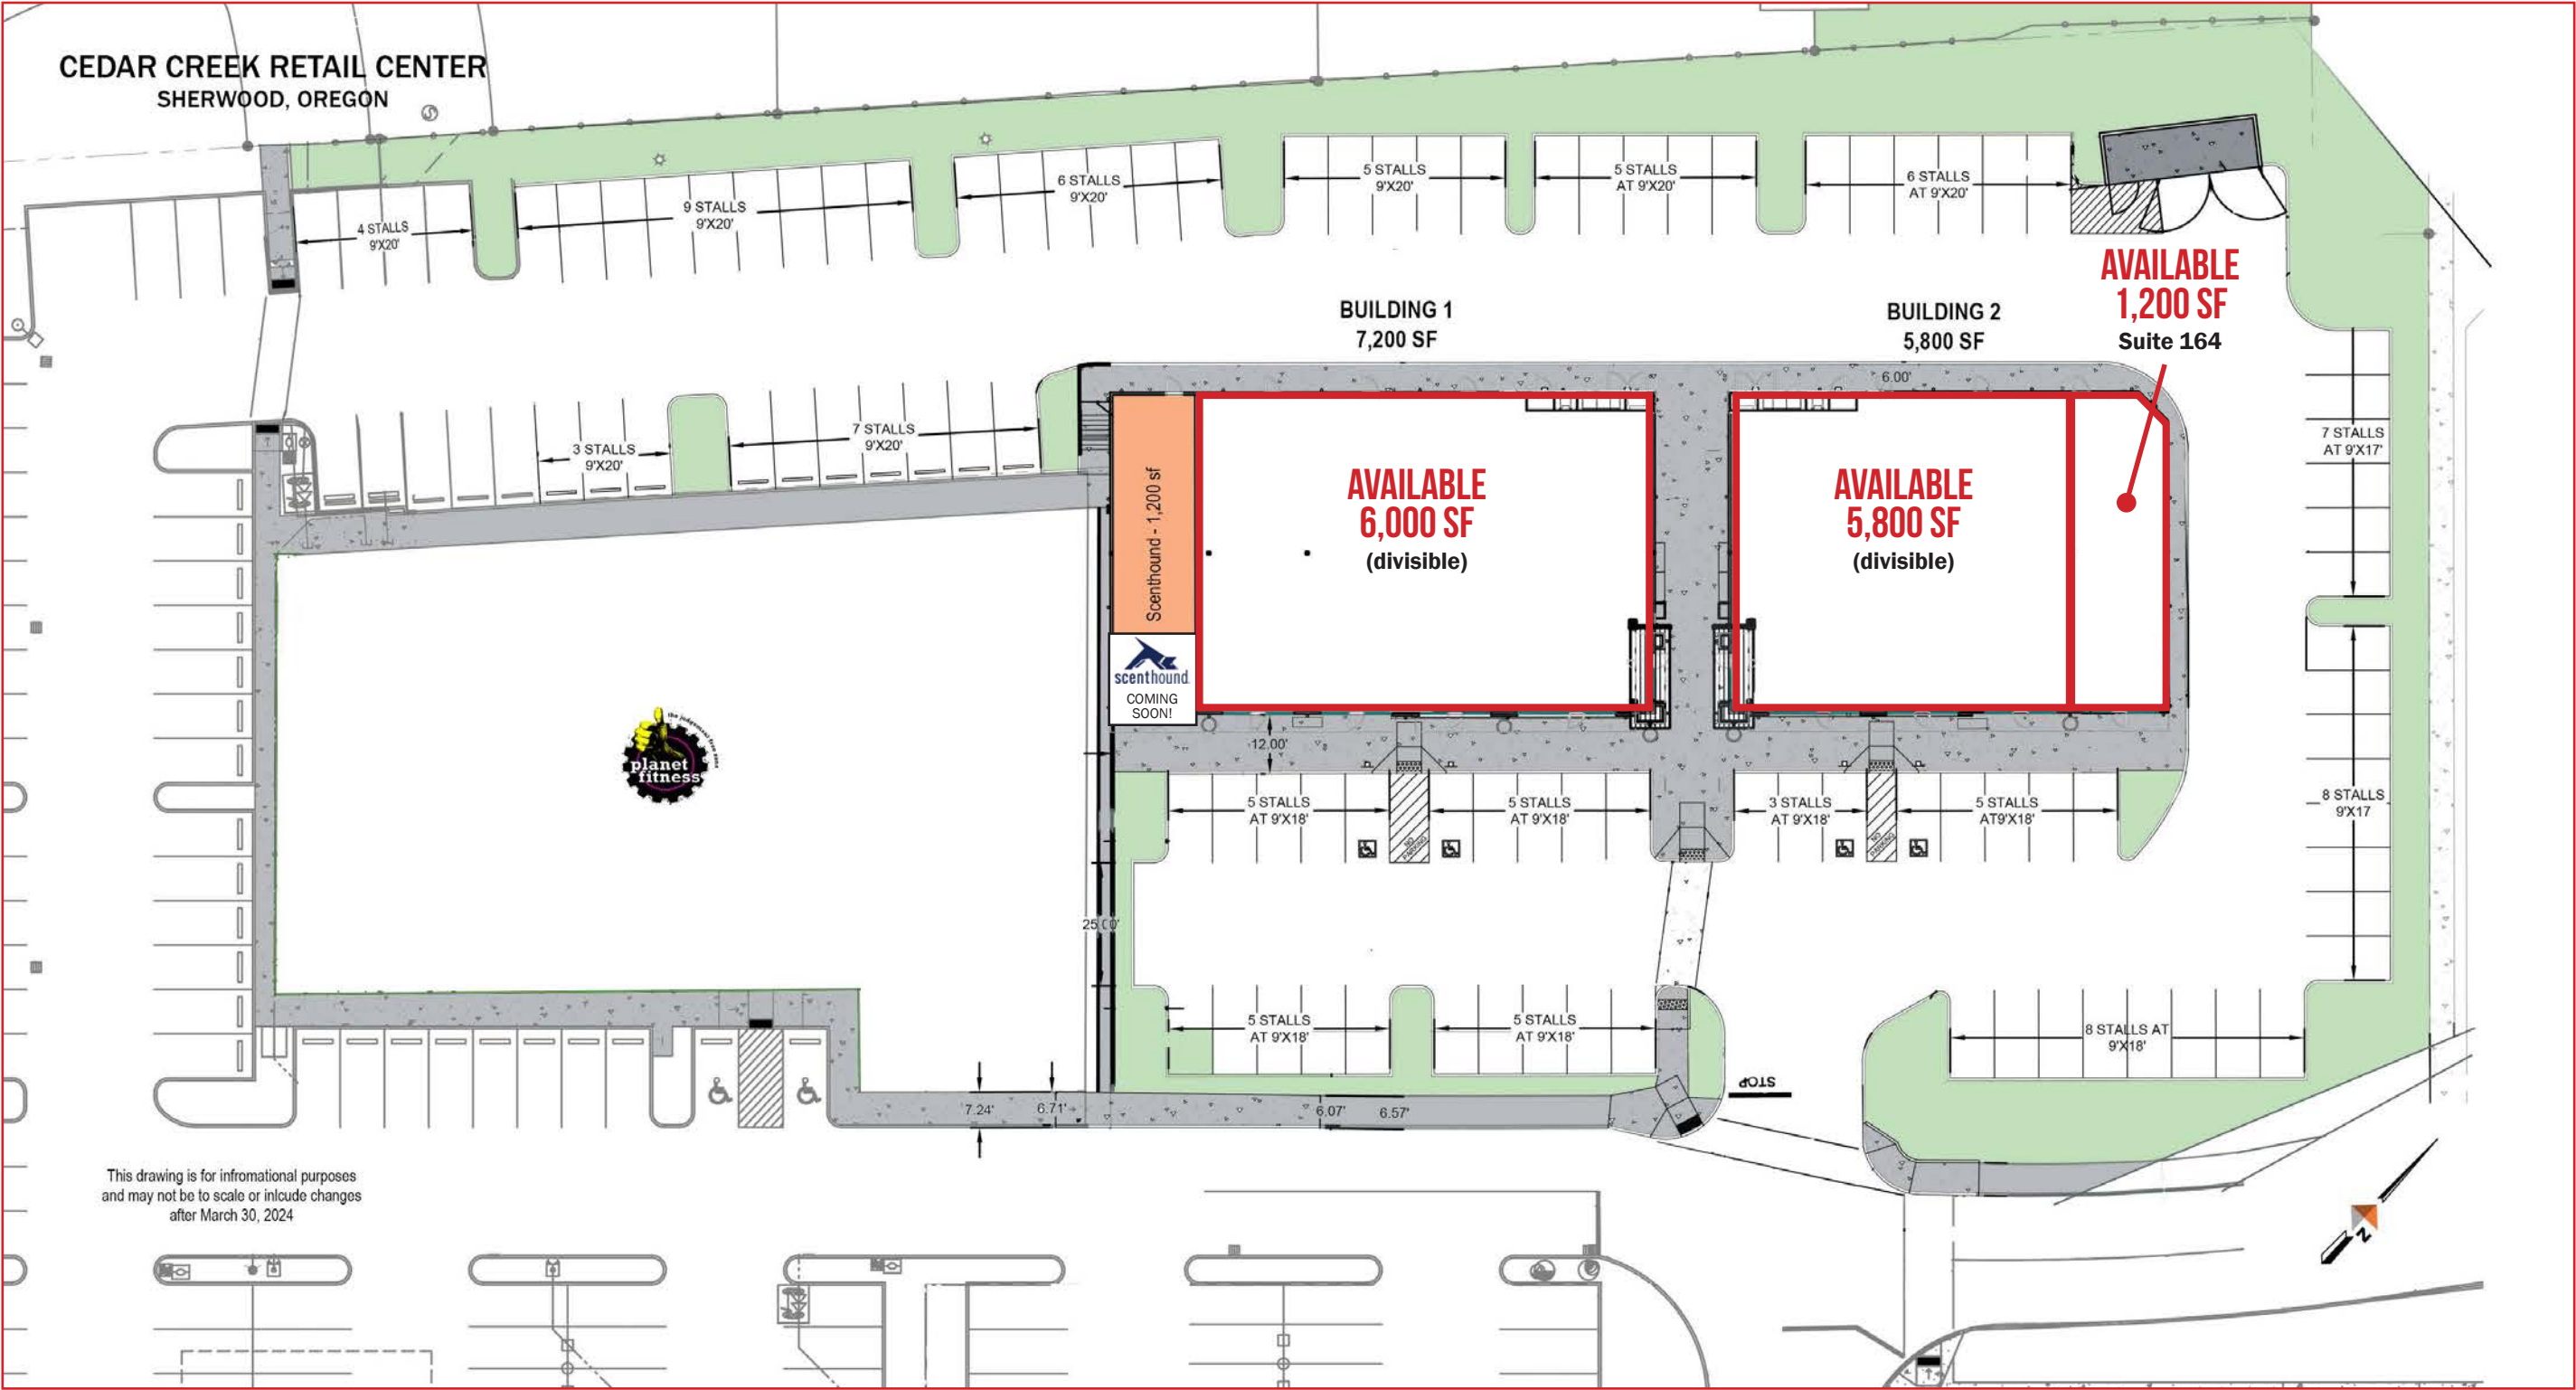 CEDAR CREEK RETAIL CENTER
SHERWOOD, OREGON
4 STALLS
9'X20'
9 STALLS
9'X20'
6 STALLS
9'X20'
5 STALLS
9'X20'
5 STALLS
AT 9'X20'
6 STALLS
AT 9'X20'
AVAILABLE
1,200 SF
Suite 164
BUILDING 1
7,200 SF
BUILDING 2
5,800 SF
6.00'
3 STALLS
9'X20'
7 STALLS
9'X20'
7 STALLS
AT 9'X17'
Scenthound - 1,200 sf
AVAILABLE
6,000 SF
(divisible)
AVAILABLE
5,800 SF
(divisible)
scenthound
COMING
SOON!
the judgement free zone
planet
fitness
12.00'
5 STALLS
AT 9'X18'
NO
PARKING
5 STALLS
AT 9'X18'
3 STALLS
AT 9'X18'
NO
PARKING
5 STALLS
AT9'X18'
8 STALLS
9'X17
25.00'
5 STALLS
AT 9'X18'
5 STALLS
AT 9'X18'
8 STALLS AT
9'X18'
STOP
7.24'
6.71'
6.07'
6.57'
This drawing is for infromational purposes
and may not be to scale or inlcude changes
after March 30, 2024
N